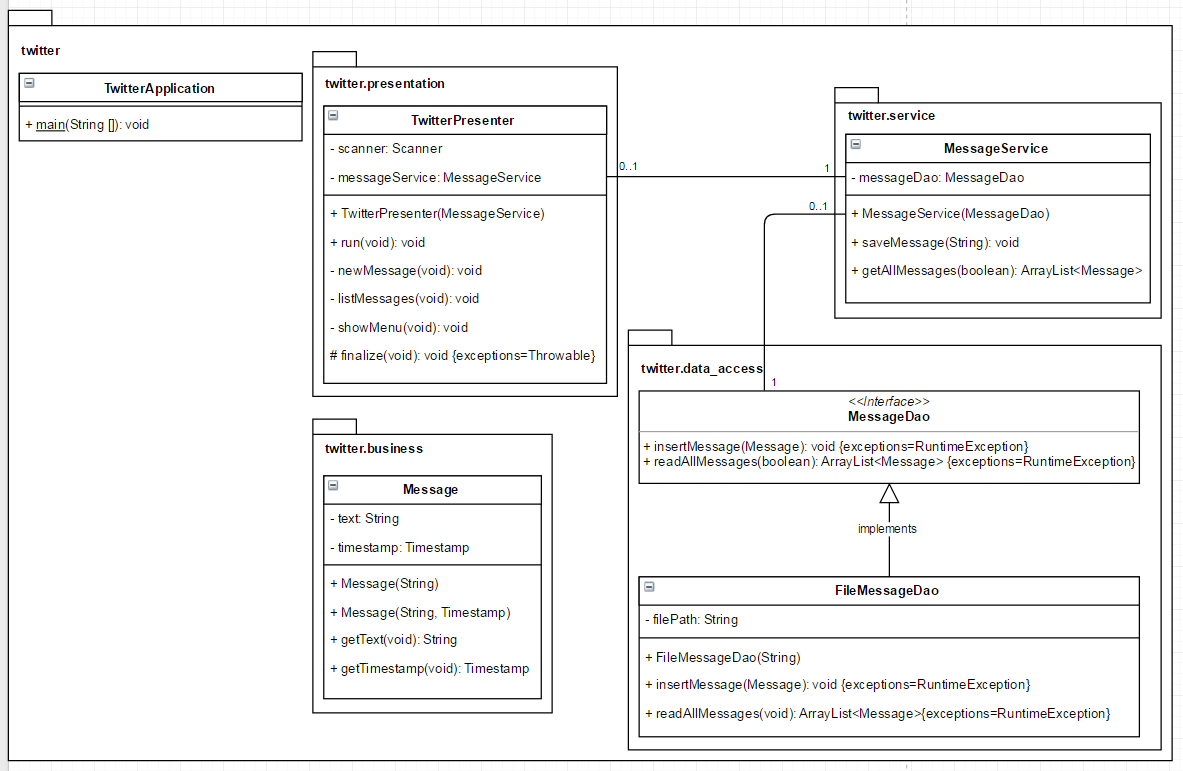 twitter
TwitterApplication
+ main(String []): void
twitter.presentation
TwitterPresenter
- scanner: Scanner
- messageService: MessageService
+ TwitterPresenter(MessageService)
+ run(void): void
- newMessage(void): void
- listMessages(void): void
- showMenu(void): void
# finalize(void): void {exceptions=Throwable}
0..1
1
twitter.service
MessageService
- messageDao: MessageDao
+ MessageService(MessageDao)
+ saveMessage(String): void
+ getAllMessages(boolean): ArrayList<Message>
0..1
1
twitter.business
Message
- text: String
- timestamp: Timestamp
+ Message(String)
+ Message(String, Timestamp)
+ getText(void): String
+ getTimestamp(void): Timestamp
twitter.data_access
<<Interface>>
MessageDao
+ insertMessage(Message): void {exceptions=RuntimeException}
+ readAllMessages(boolean): ArrayList<Message> {exceptions=RuntimeException}
implements
FileMessageDao
- filePath: String
+ FileMessageDao(String)
+ insertMessage(Message): void {exceptions=RuntimeException}
+ readAllMessages(void): ArrayList<Message>{exceptions=RuntimeException}